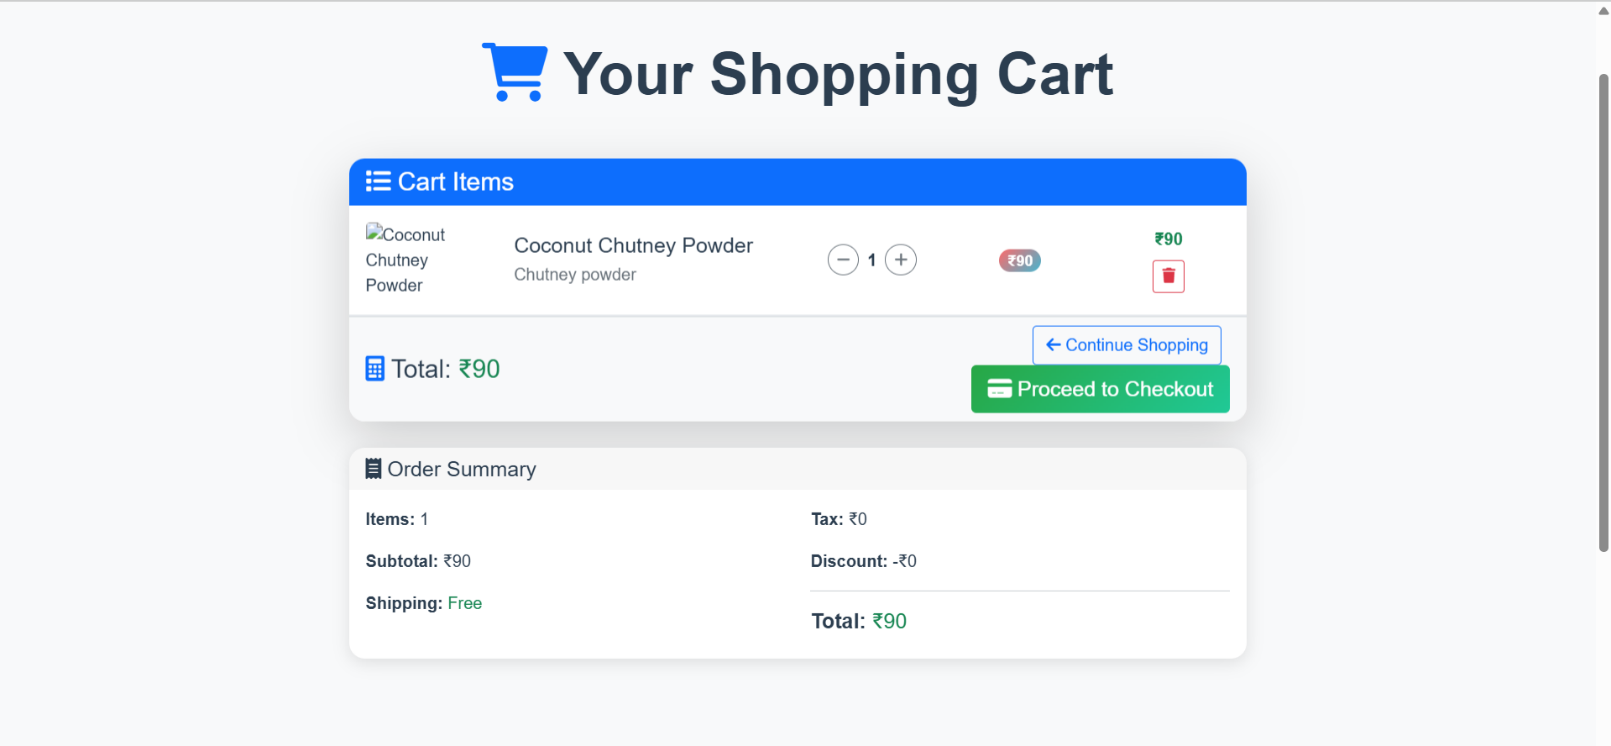 Your Shopping Cart
Cart Items
Coconut
Chutney
Powder
Coconut Chutney Powder
Chutney powder
1
₹90
₹90
Total: ₹90
Continue Shopping
Proceed to Checkout
Order Summary
Items: 1
Subtotal: ₹90
Shipping: Free
Tax: ₹0
Discount: -₹0
Total: ₹90